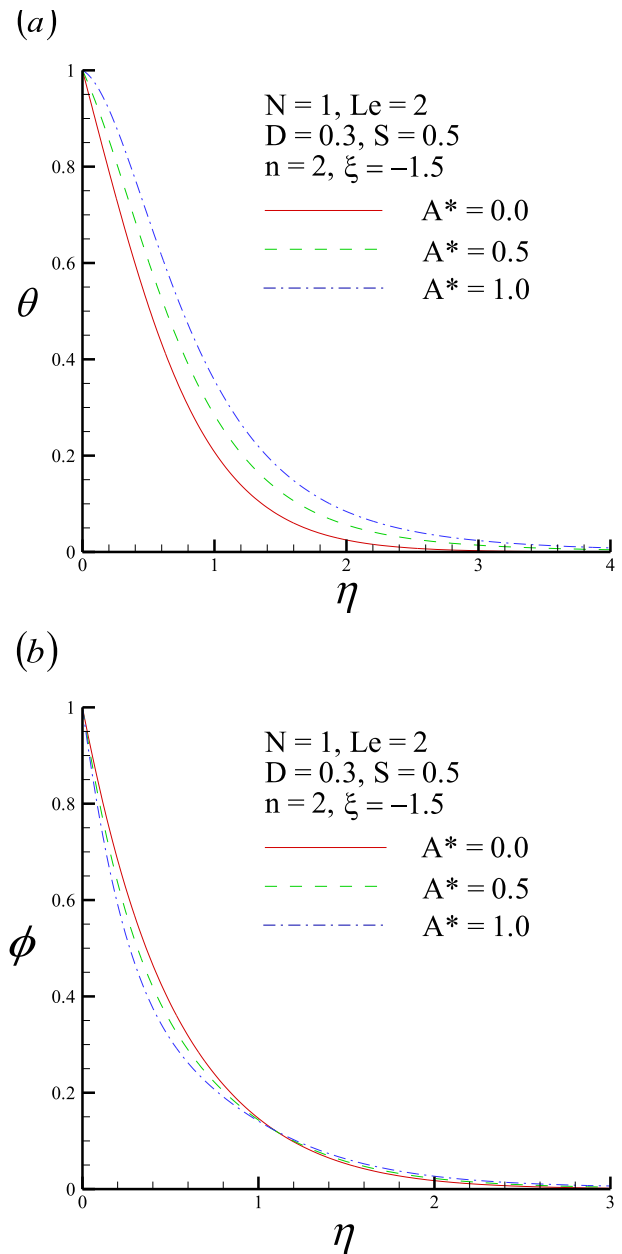 (a)
1
N = 1, Le = 2
D = 0.3, S = 0.5
0.8
n = 2, ξ = −1.5
A* = 0.0
A* = 0.5
0.6
A* = 1.0
θ
0.4
0.2
0
0 1 2 3 4
η
(b)
1
N = 1, Le = 2
D = 0.3, S = 0.5
n = 2, ξ = −1.5
0.8
A* = 0.0
A* = 0.5
0.6
A* = 1.0
ϕ
0.4
0.2
0
0 1 2 3
η